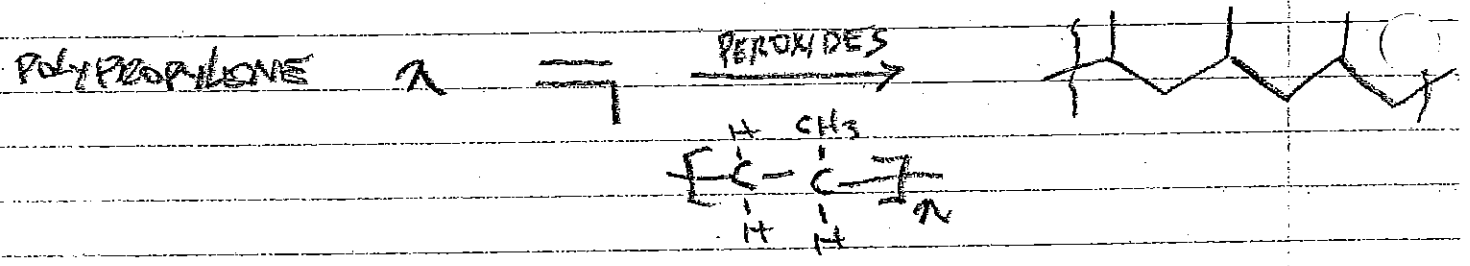 POLYPROPYLENE n PEROXIDES
H CH3
[-C-C-]n
H H